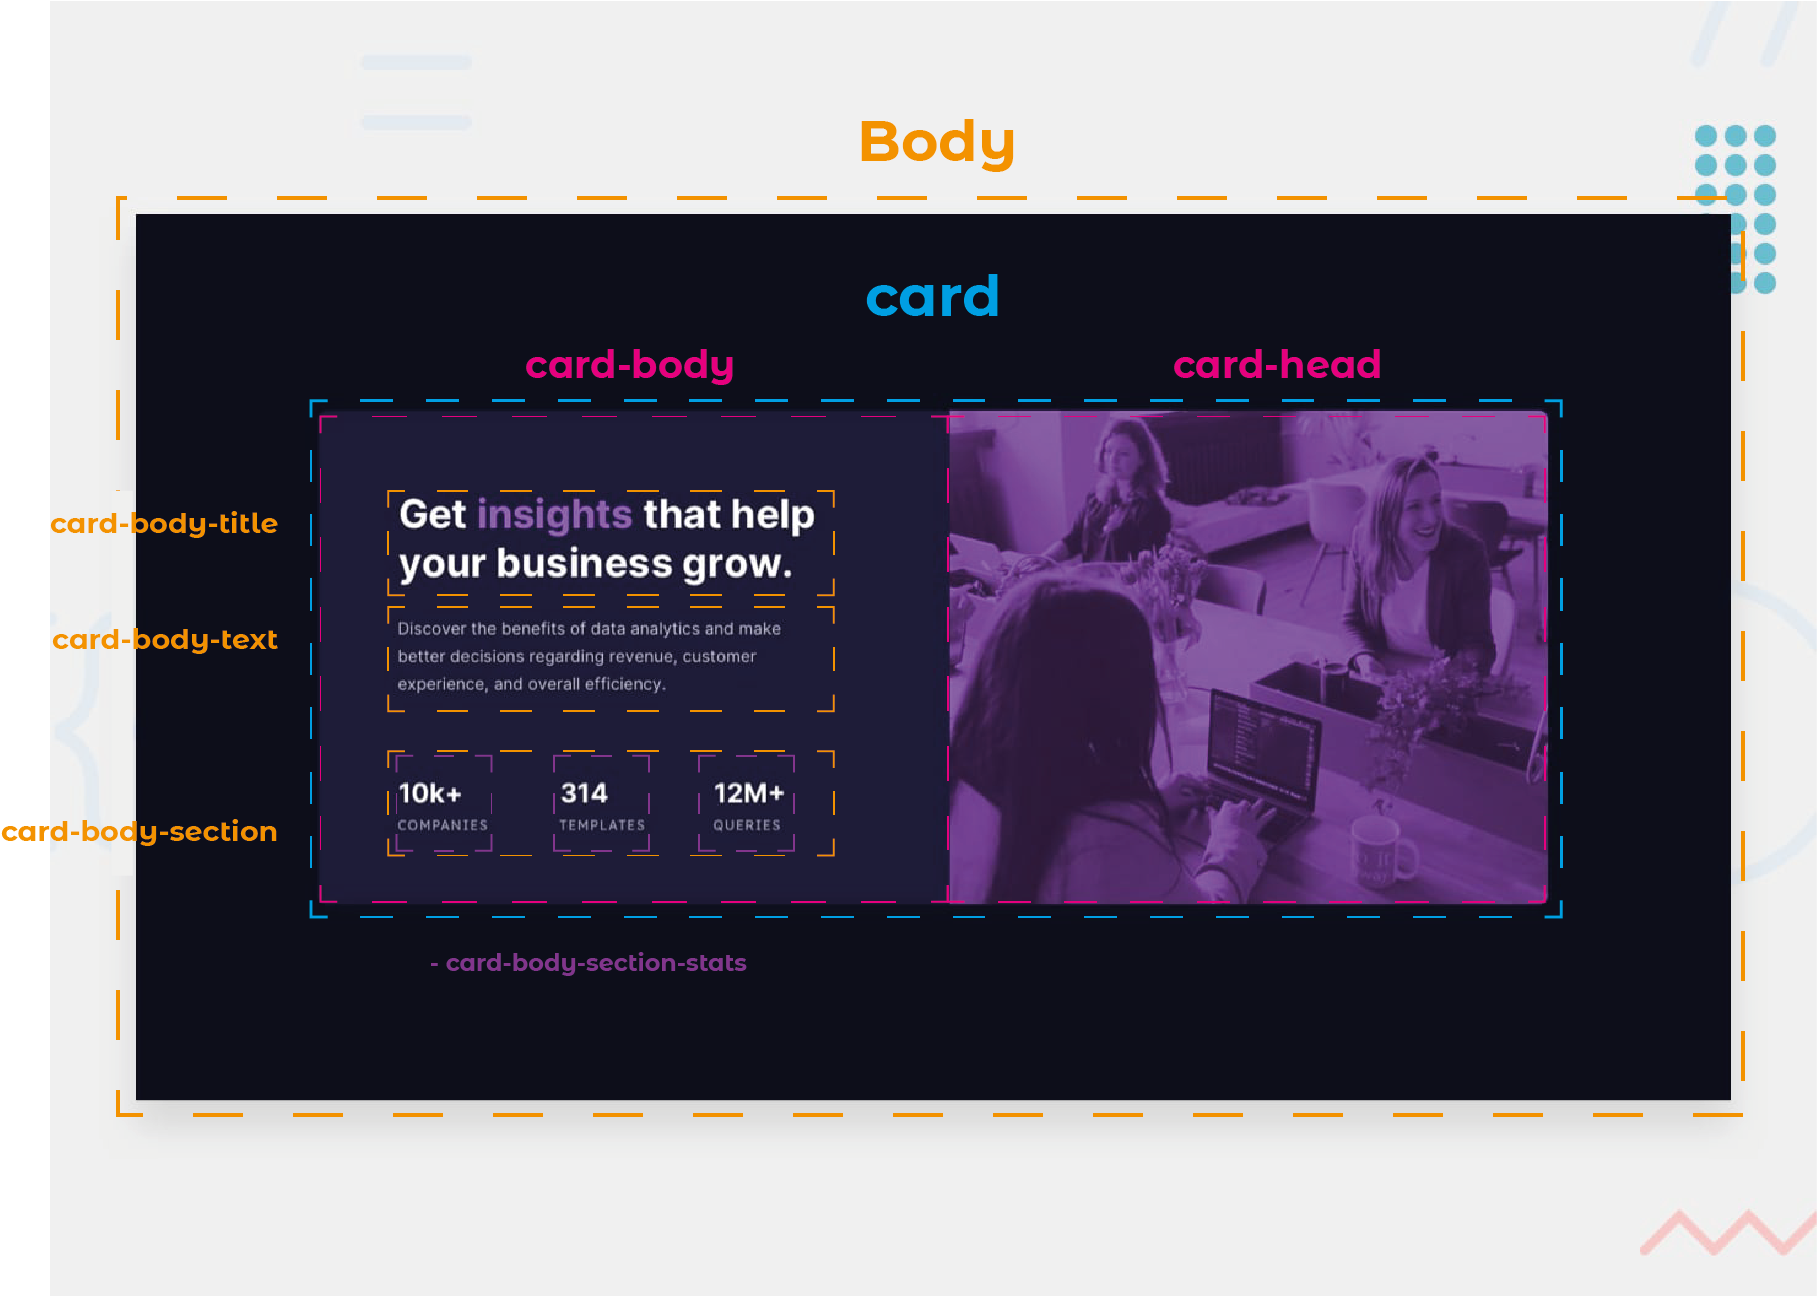 Body
card
card-body
card-head
card-body-title
Get insights that help
your business grow.
card-body-text
Discover the benefits of data analytics and make
better decisions regarding revenue, customer
experience, and overall efficiency.
card-body-section
10k+
COMPANIES
314
TEMPLATES
12M+
QUERIES
- card-body-section-stats